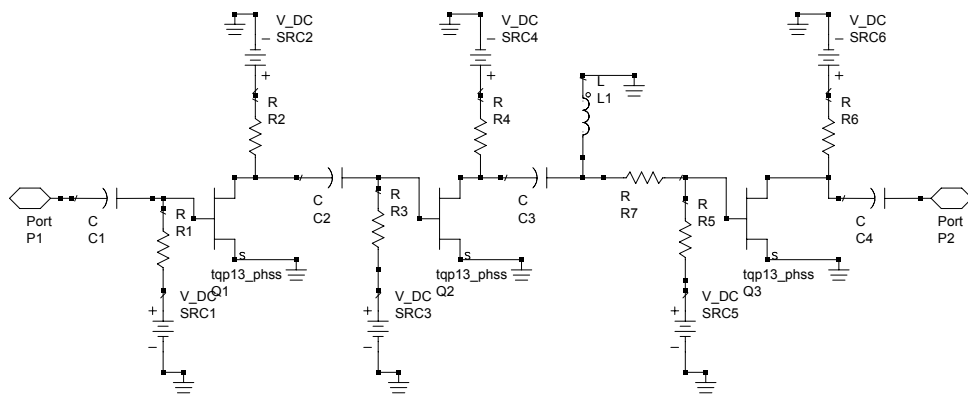 V_DC
SRC2
V_DC
SRC4
V_DC
SRC6
− 
−
−
+
+
+
R
R2
R
R4
L
L1
R
R6
Port
P1
C
C1
R
R1
C
C2
R
R3
C
C3
R
R7
R
R5
C
C4
Port
P2
S
tqp13_phss
Q1
S
tqp13_phss
Q2
S
tqp13_phss
Q3
+
V_DC
SRC1
−
+
V_DC
SRC3
−
+
V_DC
SRC5
−